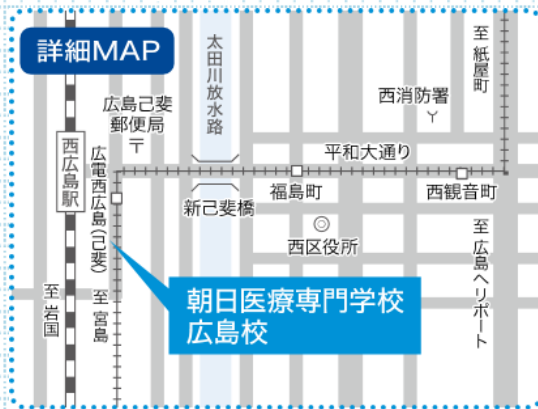 詳細MAP
太田川放水路
至 紙屋町
広島己斐
郵便局
西消防署
平和大通り
西広島駅
広電西広島(己斐)
福島町
西観音町
新己斐橋
西区役所
至 広島ヘリポート
至 岩国
至 宮島
朝日医療専門学校
広島校